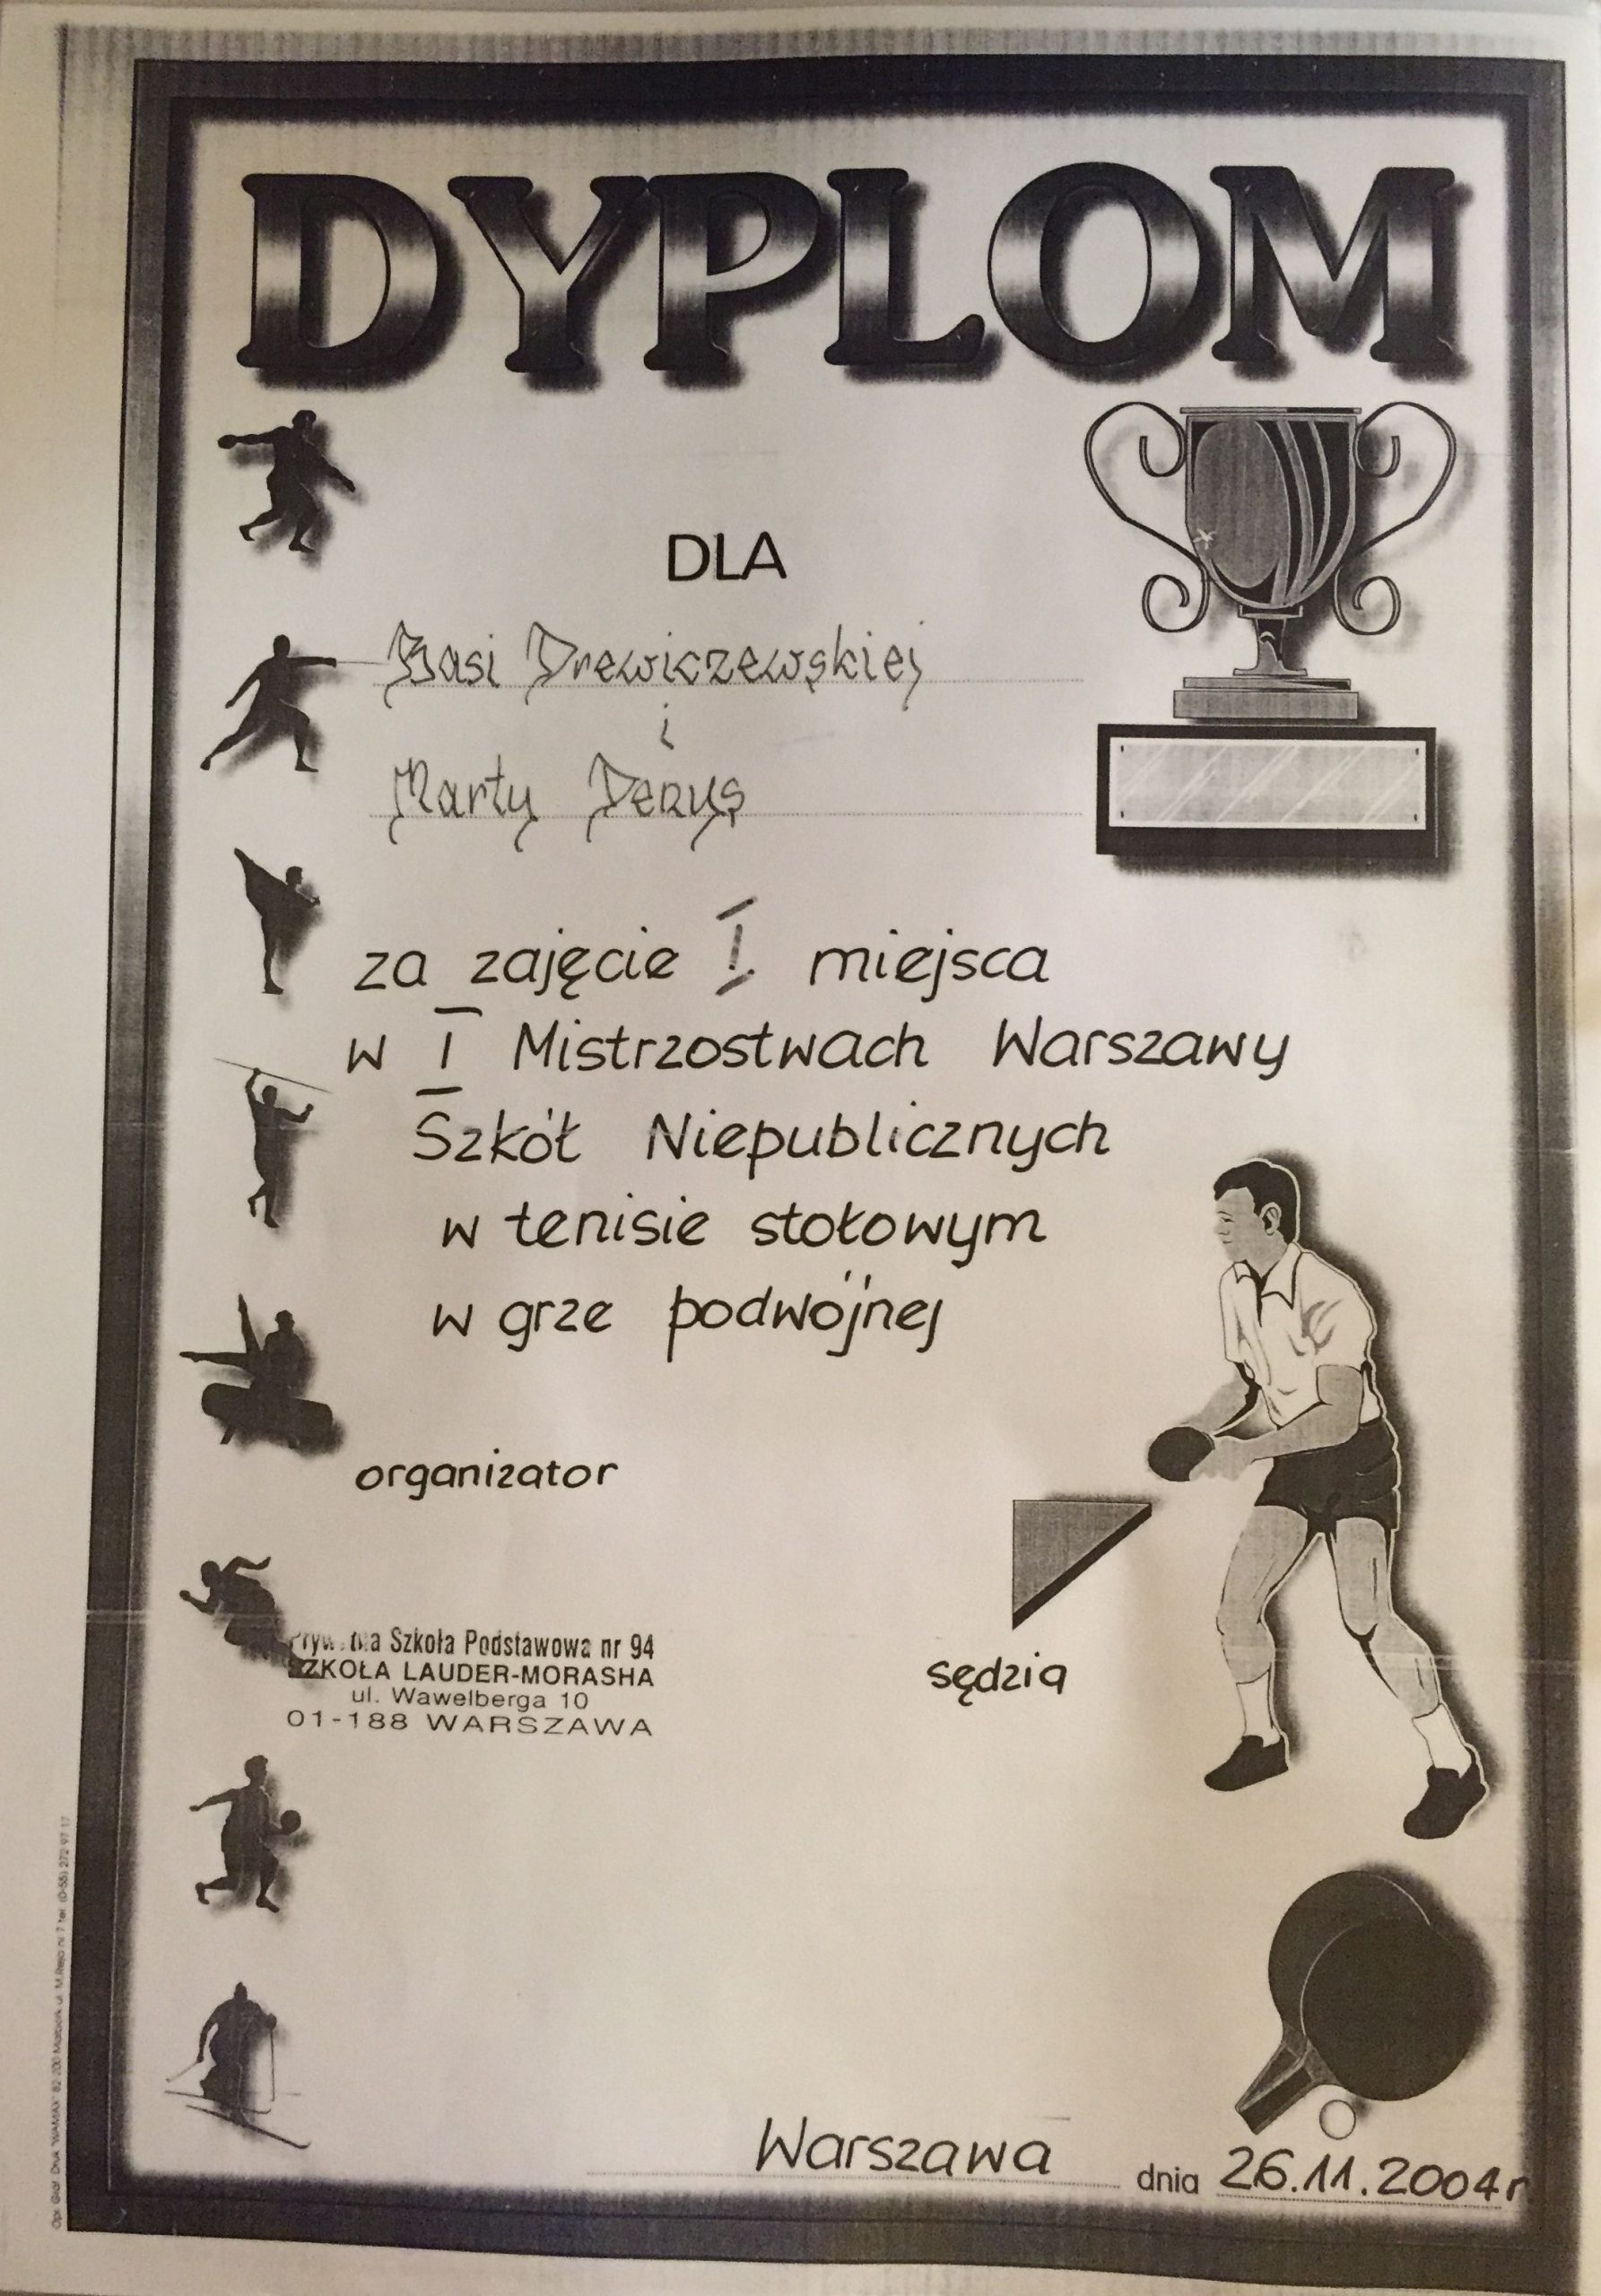 DYPLOM
DLA
Basi Drewiczewskiej
i
Marty Derys
za zajęcie I miejsca
w I Mistrzostwach Warszawy
Szkół Niepublicznych
w tenisie stołowym
w grze podwójnej
organizator
Szkoła Podstawowa nr 94
SZKOŁA LAUDER-MORASHA
ul. Wawelberga 10
01-188 WARSZAWA
sędzia
Warszawa dnia 26.11.2004r